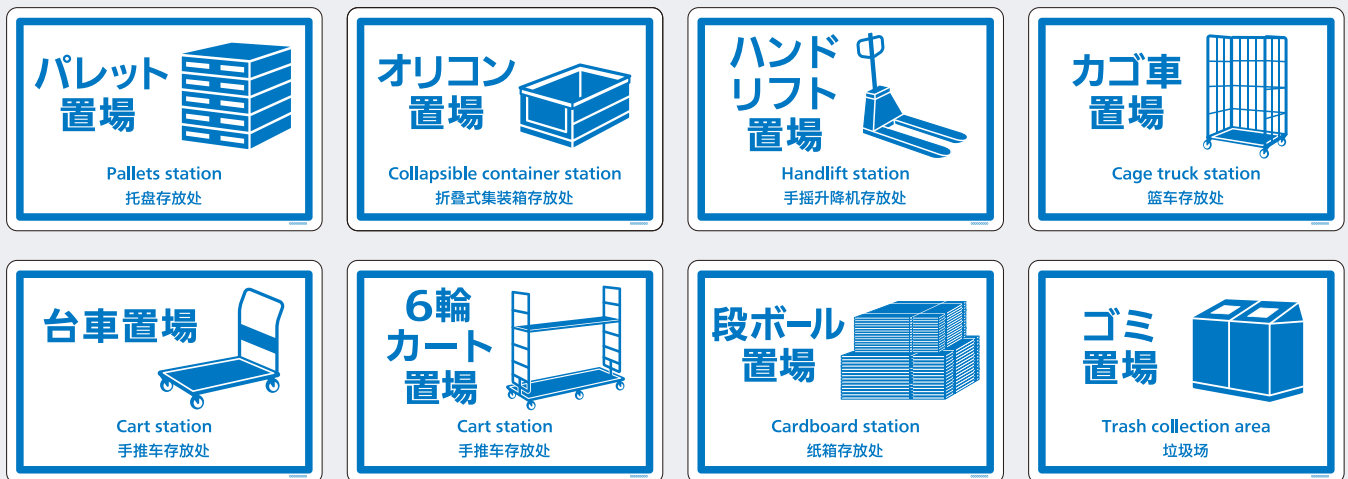 パレット
置場
Pallets station
托盘存放处
オリコン
置場
Collapsible container station
折叠式集装箱存放处
ハンド
リフト
置場
Handlift station
手摇升降机存放处
カゴ車
置場
Cage truck station
篮车存放处
台車置場
Cart station
手推车存放处
6輪
カート
置場
Cart station
手推车存放处
段ボール
置場
Cardboard station
纸箱存放处
ゴミ
置場
Trash collection area
垃圾场